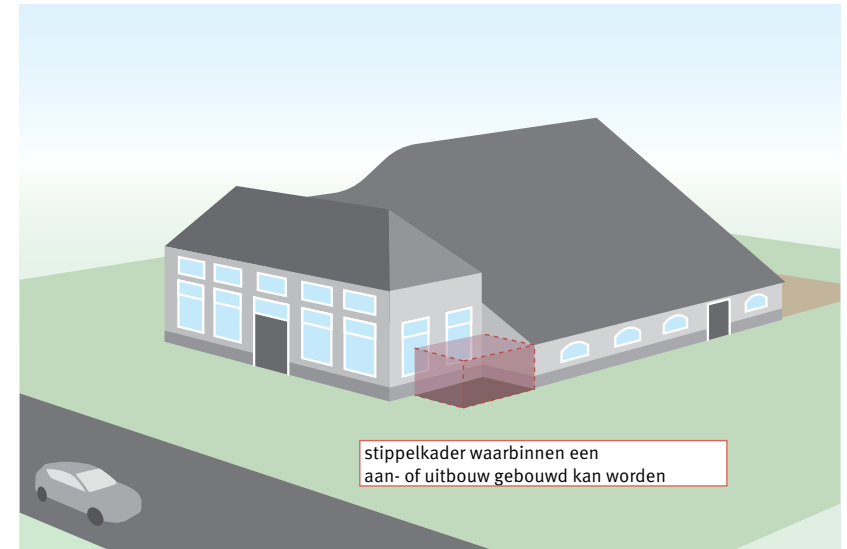 stippelkader waarbinnen een
aan- of uitbouw gebouwd kan worden